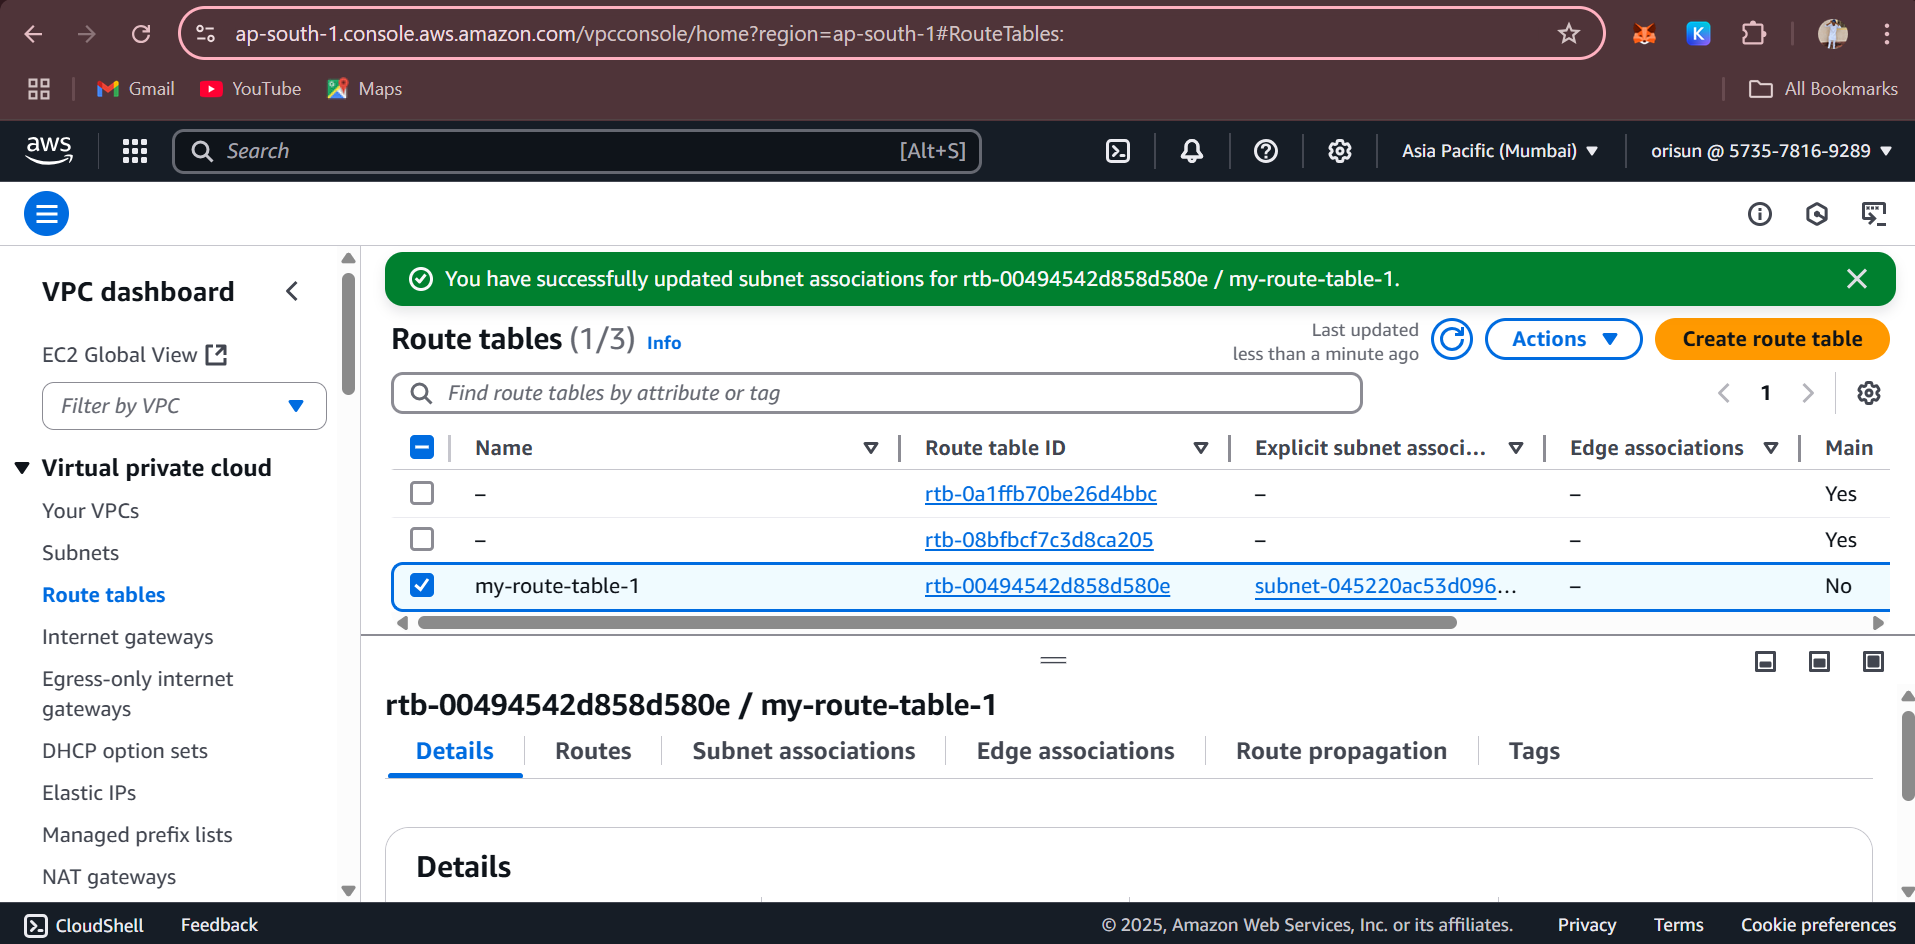 ap-south-1.console.aws.amazon.com/vpcconsole/home?region=ap-south-1#RouteTables:
K
Gmail
YouTube
Maps
All Bookmarks
aws
Search
[Alt+S]
Asia Pacific (Mumbai)
orisun @ 5735-7816-9289
VPC dashboard
EC2 Global View
Filter by VPC
Virtual private cloud
Your VPCs
Subnets
Route tables
Internet gateways
Egress-only internet
gateways
DHCP option sets
Elastic IPs
Managed prefix lists
NAT gateways
You have successfully updated subnet associations for rtb-00494542d858d580e / my-route-table-1.
Route tables (1/3) Info
Last updated
less than a minute ago
Actions
Create route table
Find route tables by attribute or tag
1
Name Route table ID Explicit subnet associ... Edge associations Main
– rtb-0a1ffb70be26d4bbc – – Yes
– rtb-08bfbcf7c3d8ca205 – – Yes
my-route-table-1 rtb-00494542d858d580e subnet-045220ac53d096... – No
rtb-00494542d858d580e / my-route-table-1
Details Routes Subnet associations Edge associations Route propagation Tags
Details
CloudShell
Feedback
© 2025, Amazon Web Services, Inc. or its affiliates.
Privacy
Terms
Cookie preferences